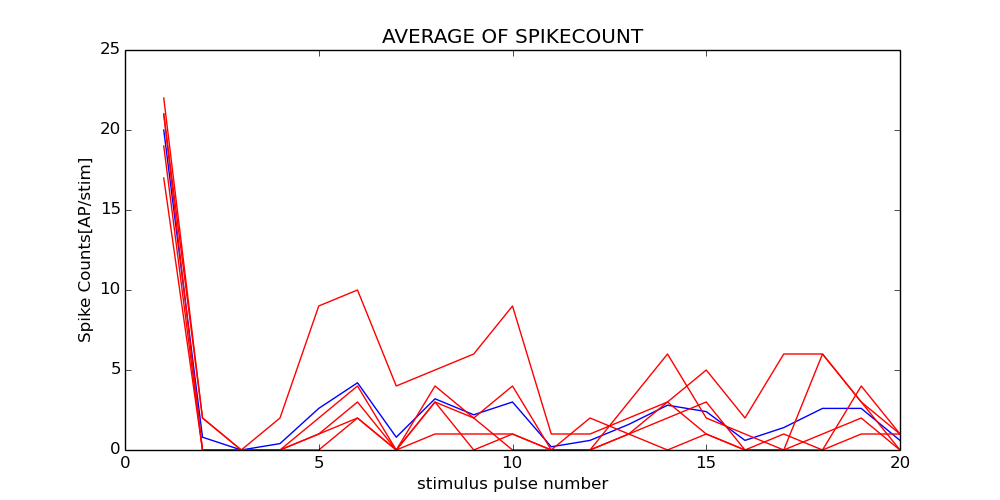 AVERAGE OF SPIKECOUNT
25
20
15
10
5
0
Spike Counts[AP/stim]
0 5 10 15 20
stimulus pulse number